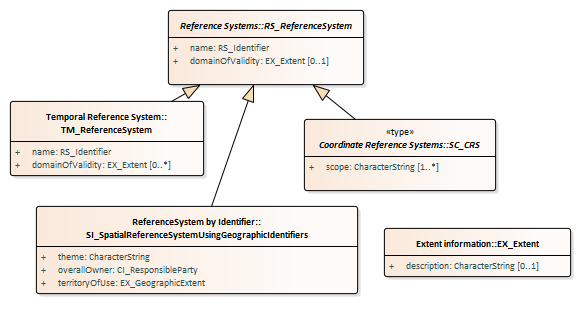 Reference Systems::RS_ReferenceSystem
+ name: RS_Identifier
+ domainOfValidity: EX_Extent [0..1]
Temporal Reference System::
TM_ReferenceSystem
+ name: RS_Identifier
+ domainOfValidity: EX_Extent [0..*]
«type»
Coordinate Reference Systems::SC_CRS
+ scope: CharacterString [1..*]
ReferenceSystem by Identifier::
SI_SpatialReferenceSystemUsingGeographicIdentifiers
+ theme: CharacterString
+ overallOwner: CI_ResponsibleParty
+ territoryOfUse: EX_GeographicExtent
Extent information::EX_Extent
+ description: CharacterString [0..1]